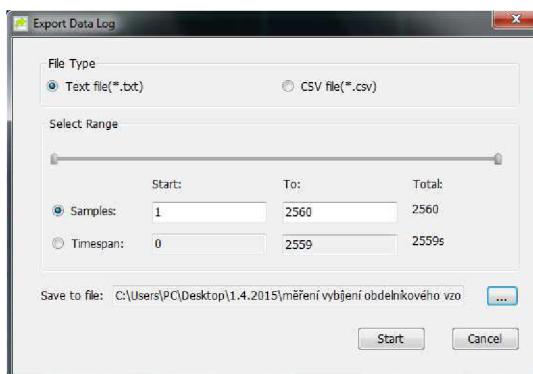 Export Data Log
File Type
Text file(*.txt) CSV file(*.csv)
Select Range
Start: To: Total:
Samples: 1 2560 2560
Timespan: 0 2559 2559s
Save to file: C:\Users\PC\Desktop\1.4.2015\měření vybíjení obdelníkového vzo ...
Start Cancel